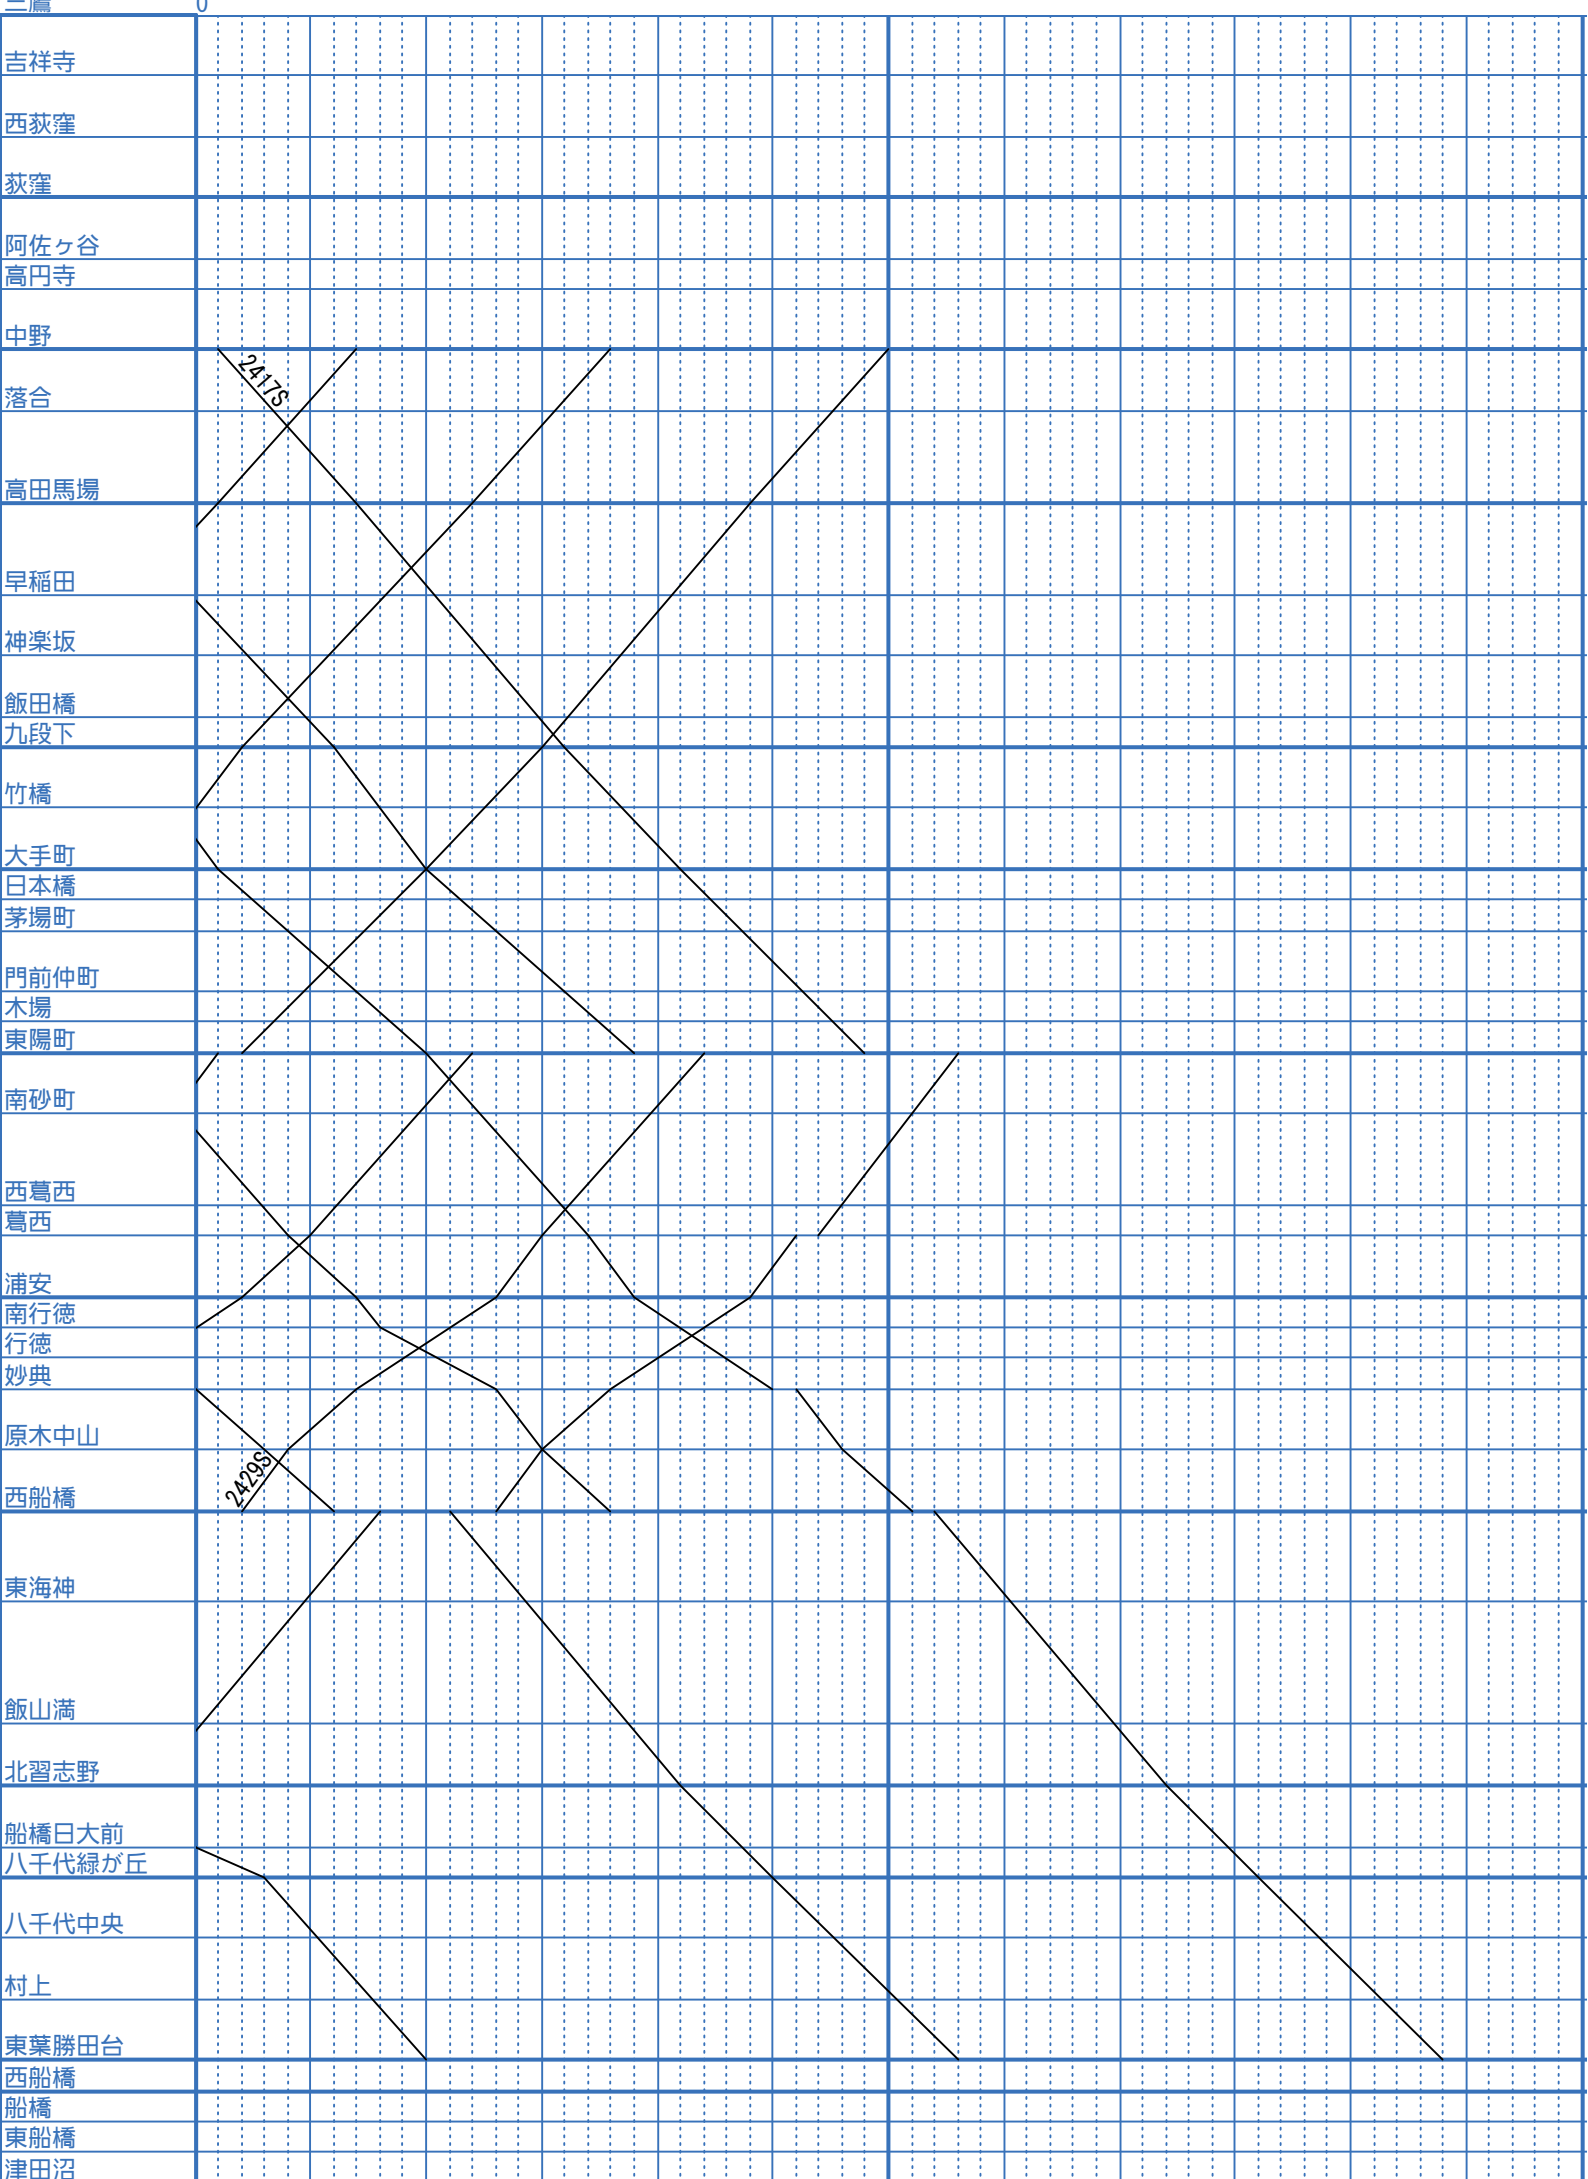 三鷹 0
吉祥寺
西荻窪
荻窪
阿佐ヶ谷
高円寺
中野
2417S
落合
高田馬場
早稲田
神楽坂
飯田橋
九段下
竹橋
大手町
日本橋
茅場町
門前仲町
木場
東陽町
南砂町
西葛西
葛西
浦安
南行徳
行徳
妙典
原木中山
2429S
西船橋
東海神
飯山満
北習志野
船橋日大前
八千代緑が丘
八千代中央
村上
東葉勝田台
西船橋
船橋
東船橋
津田沼